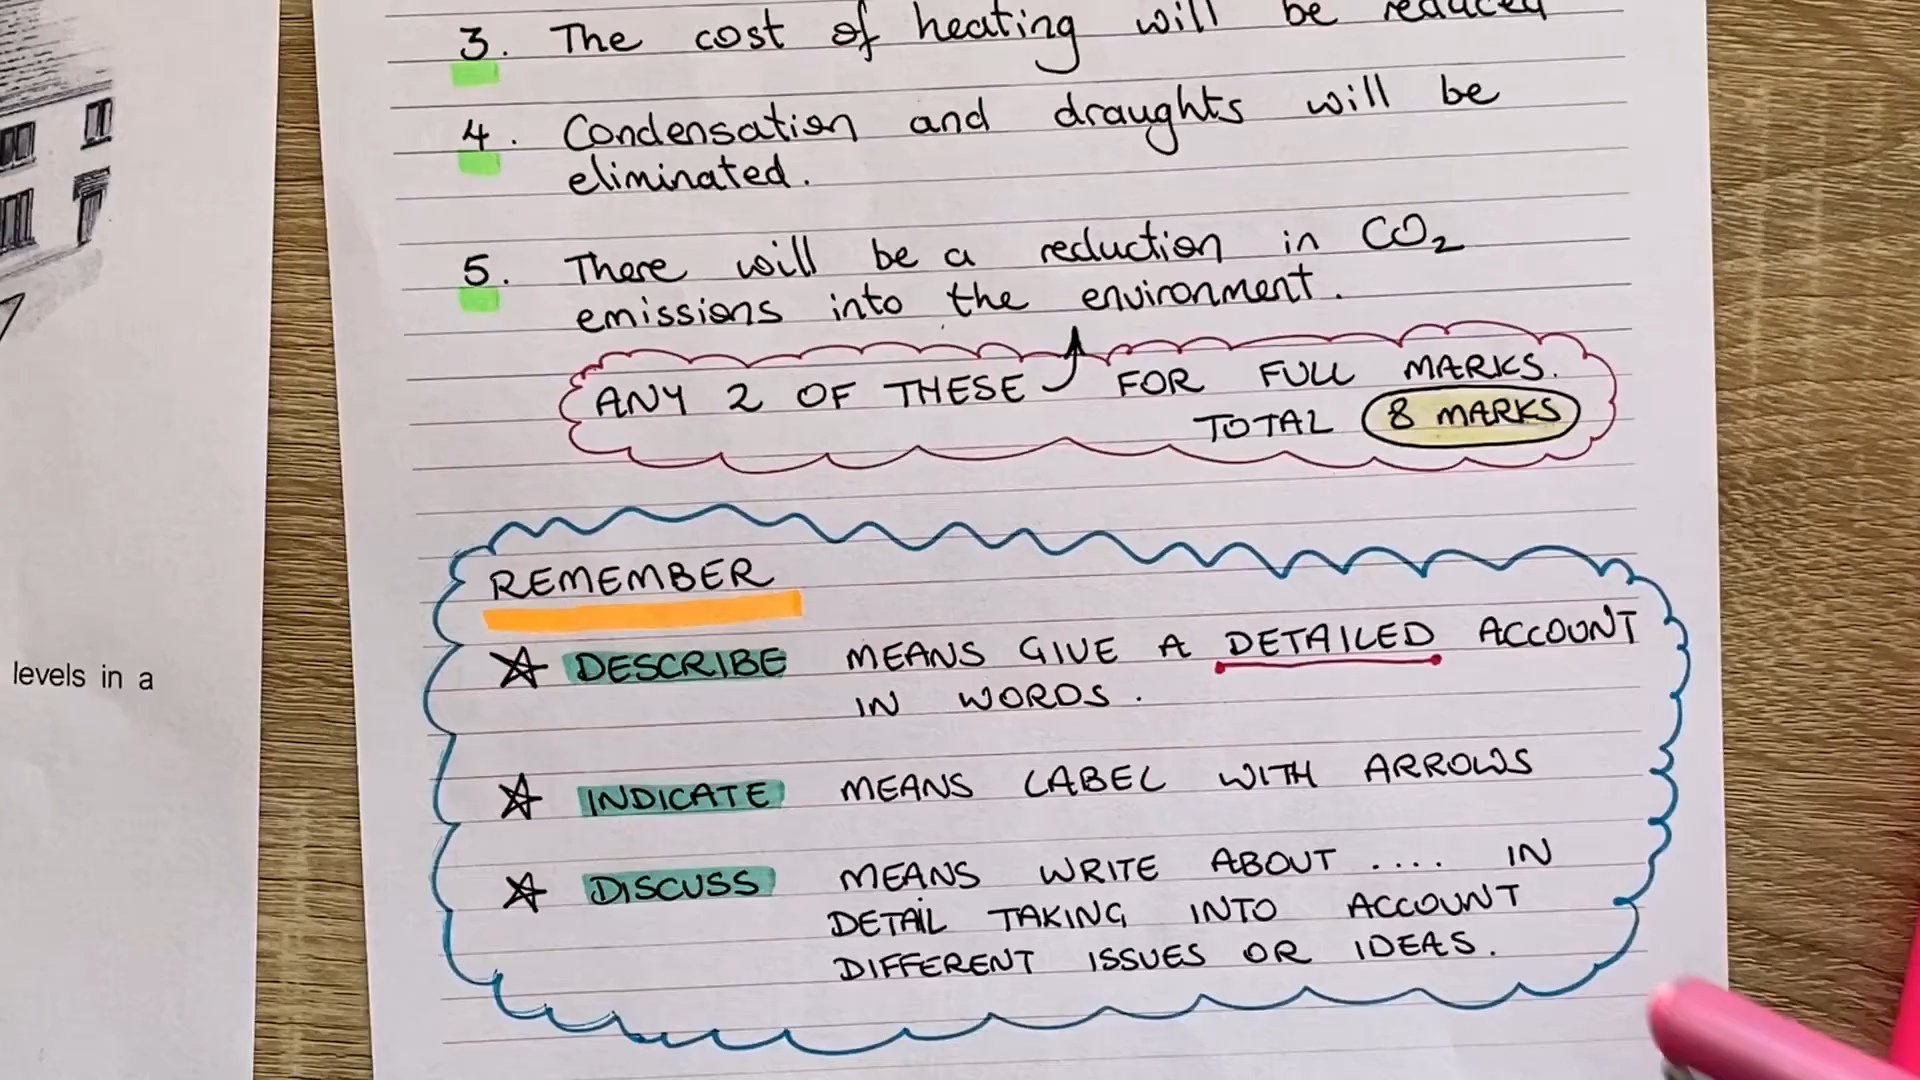 3. The cost of heating will be reduced
4. Condensation and draughts will be
eliminated.
5. There will be a reduction in CO2
emissions into the environment.
ANY 2 OF THESE FOR FULL MARKS.
TOTAL 8 MARKS
REMEMBER
DESCRIBE MEANS GIVE A DETAILED ACCOUNT
IN WORDS.
levels in a
INDICATE MEANS LABEL WITH ARROWS
DISCUSS MEANS WRITE ABOUT .... IN
DETAIL TAKING INTO ACCOUNT
DIFFERENT ISSUES OR IDEAS.